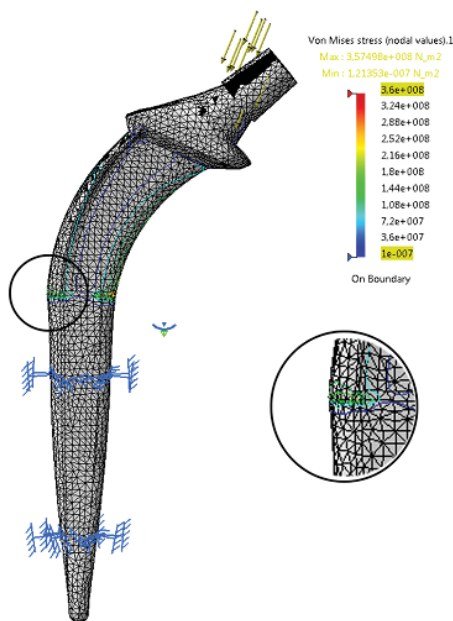 Von Mises stress (nodal values).1
Max : 3,57498e+008 N_m2
Min : 1,21353e-007 N_m2
3.6e+008
3.24e+008
2.88e+008
2.52e+008
2.16e+008
1.8e+008
1.44e+008
1.08e+008
7.2e+007
3.6e+007
1e-007
On Boundary